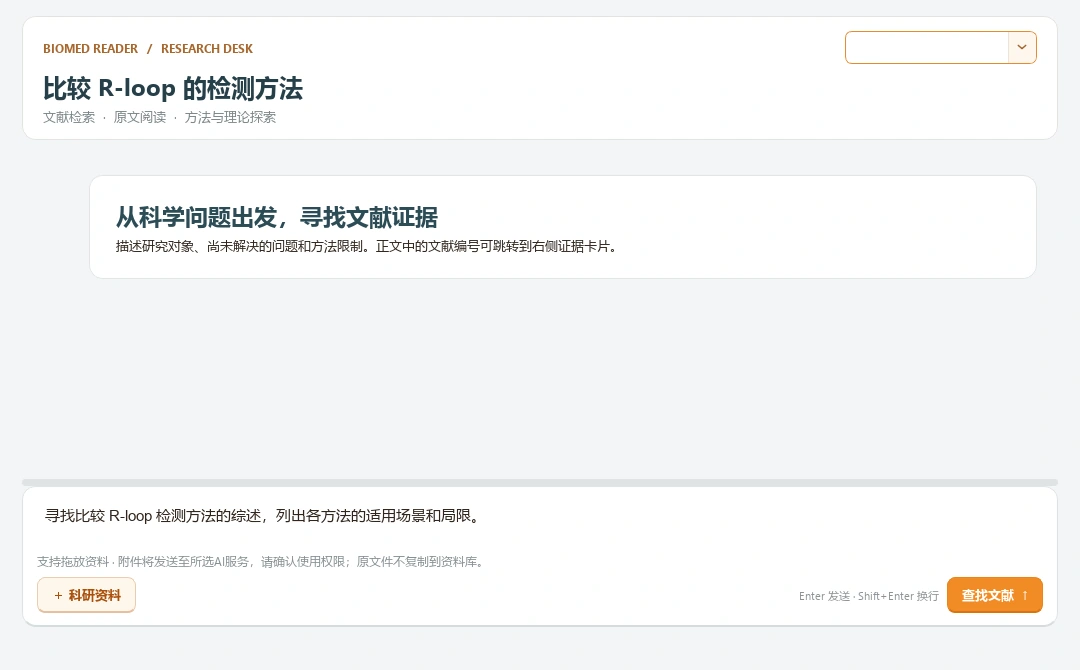 BIOMED READER / RESEARCH DESK
比较 R-loop 的检测方法
文献检索 · 原文阅读 · 方法与理论探索
从科学问题出发，寻找文献证据
描述研究对象、尚未解决的问题和方法限制。正文中的文献编号可跳转到右侧证据卡片。
寻找比较 R-loop 检测方法的综述，列出各方法的适用场景和局限。
支持拖放资料 · 附件将发送至所选AI服务，请确认使用权限；原文件不复制到资料库。
+ 科研资料
Enter 发送 · Shift+Enter 换行
查找文献 ↑